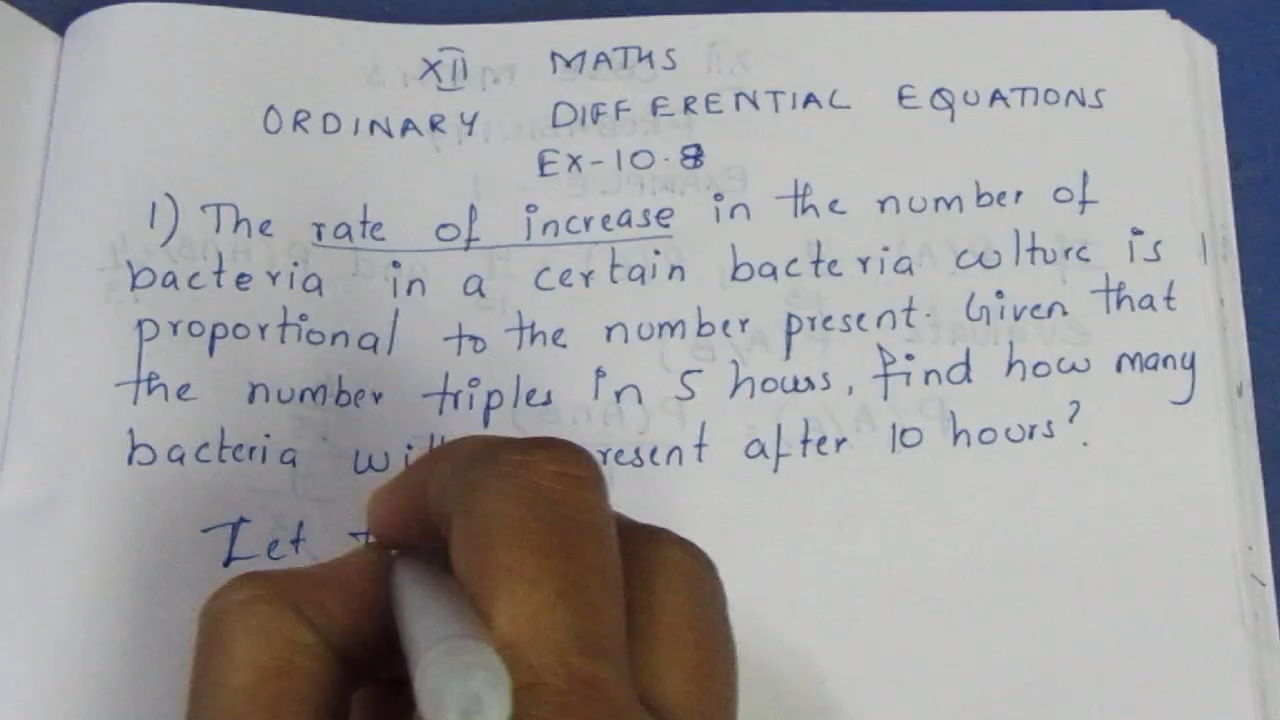 XII MATHS
ORDINARY DIFFERENTIAL EQUATIONS
EX-10.8
1) The rate of increase in the number of
bacteria in a certain bacteria culture is
proportional to the number present. Given that
the number triples in 5 hours, find how many
bacteria present after 10 hours?
Let